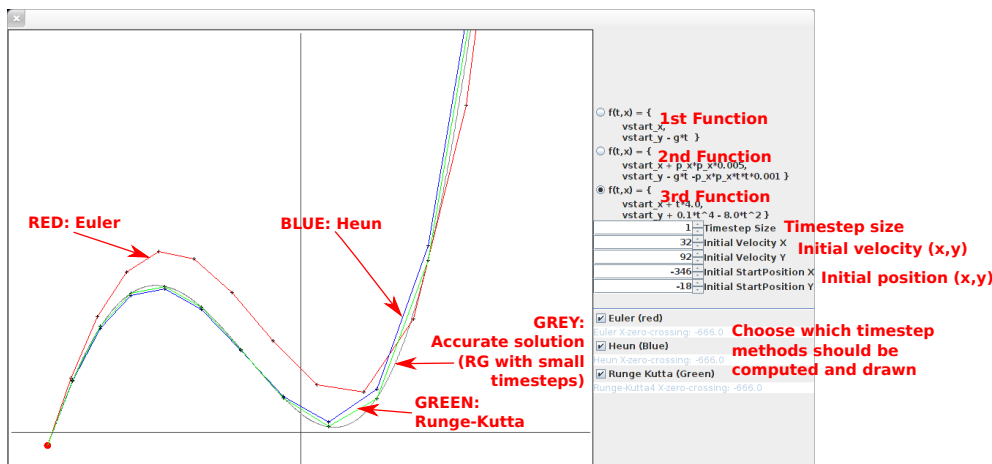 RED: Euler
BLUE: Heun
GREY:
Accurate solution
(RG with small
timesteps)
GREEN:
Runge-Kutta
f(t,x) = {
1st Function
vstart_x,
vstart_y - g*t }
f(t,x) = {
2nd Function
vstart_x + p_x*p_x*0.005,
vstart_y - g*t -p_x*p_x*t*t*0.001 }
f(t,x) = {
3rd Function
vstart_x + t*4.0,
vstart_y + 0.1*t^4 - 8.0*t^2 }
1 Timestep Size Timestep size
32 Initial Velocity X Initial velocity (x,y)
92 Initial Velocity Y
-346 Initial StartPosition X Initial position (x,y)
-18 Initial StartPosition Y
Euler (red)
Euler X-zero-crossing: -666.0
Heun (Blue)
Heun X-zero-crossing: -666.0
Runge Kutta (Green)
Runge-Kutta4 X-zero-crossing: -666.0
Choose which timestep
methods should be
computed and drawn